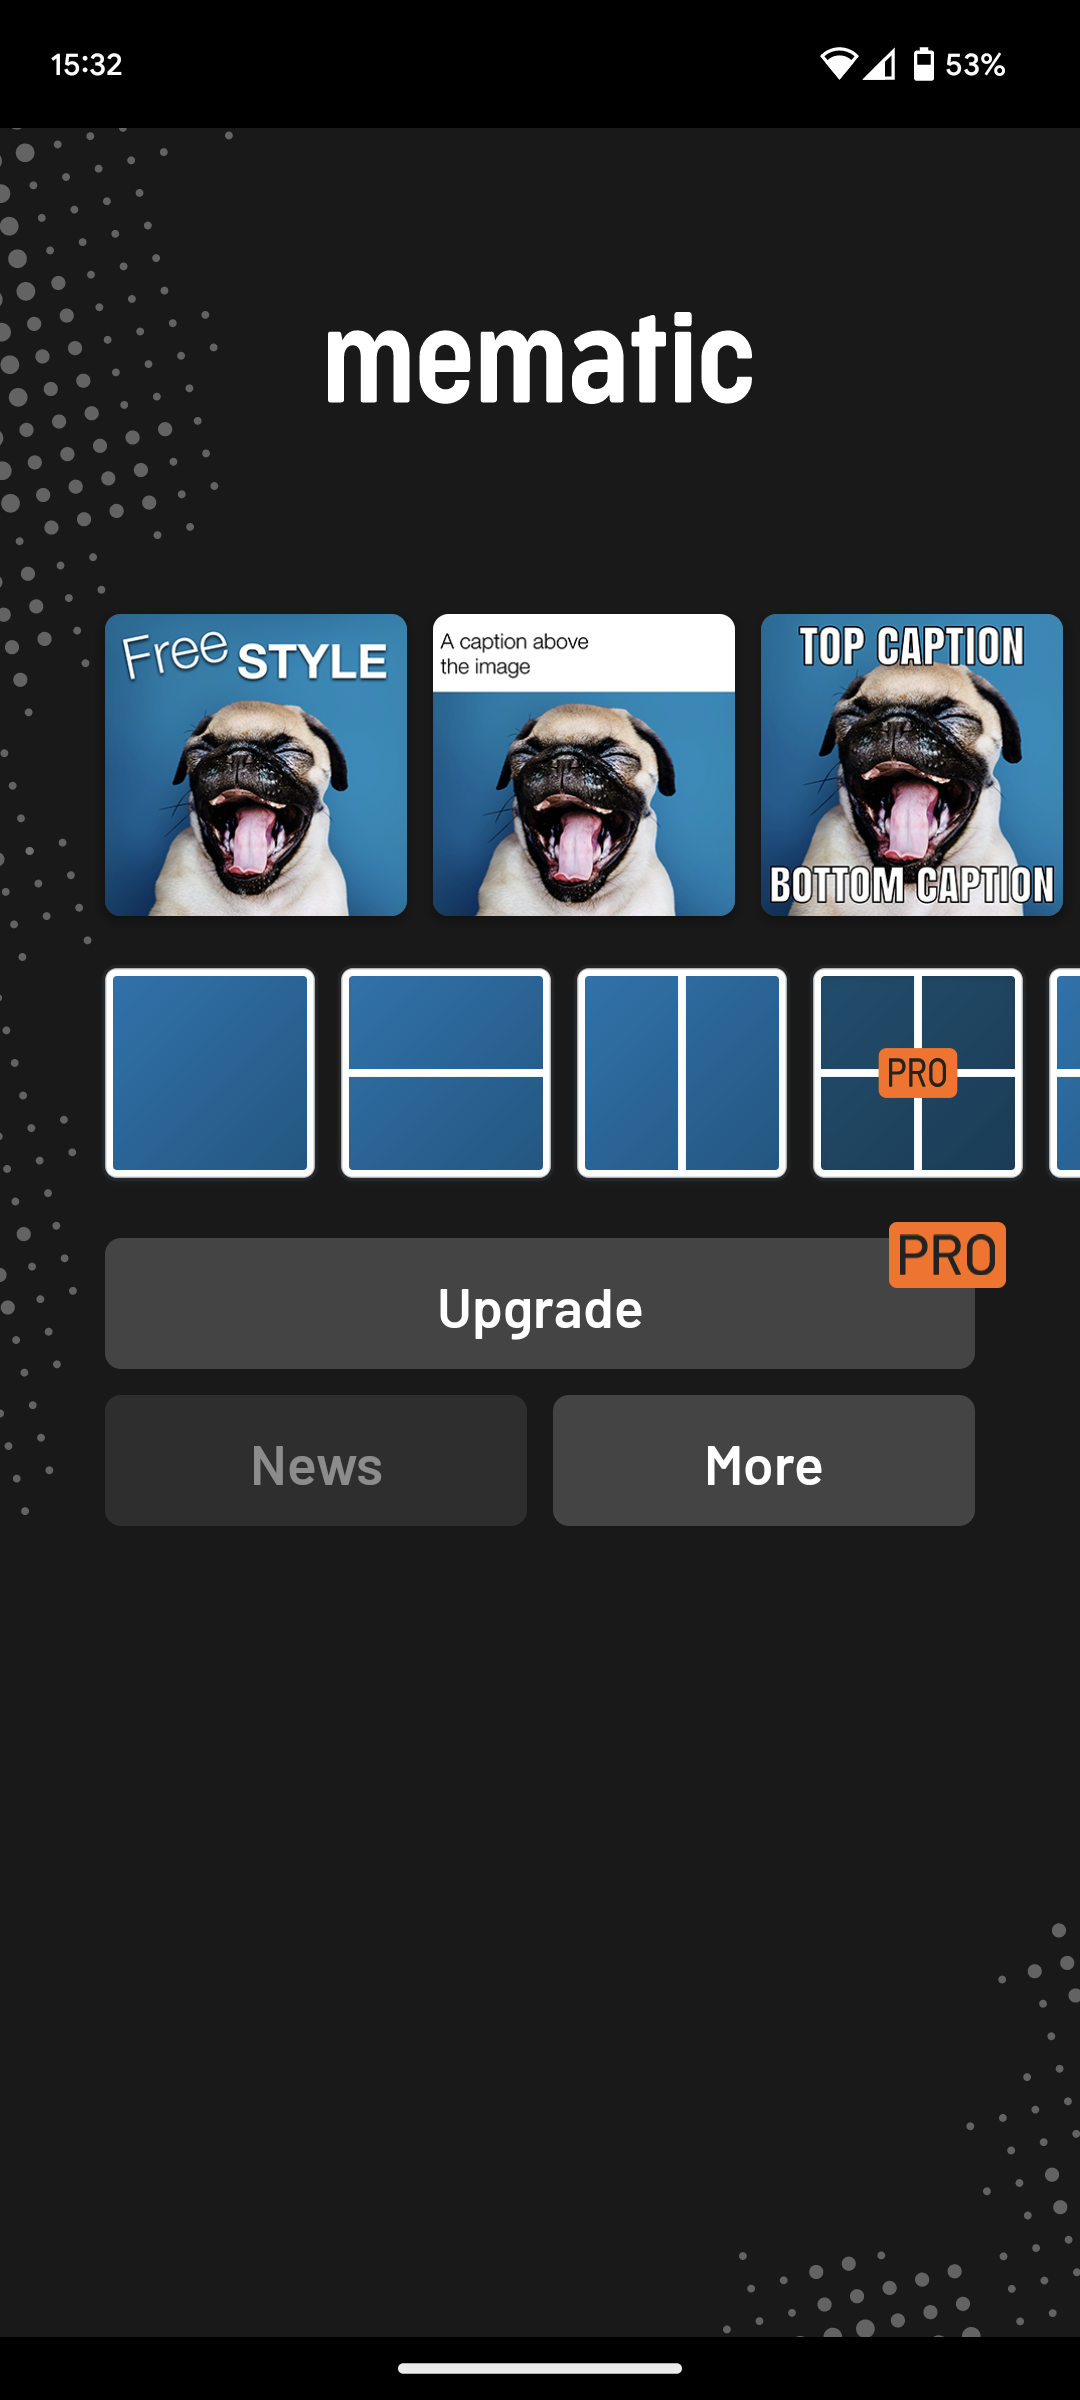 15:32
53%
mematic
Free STYLE
A caption above
the image
TOP CAPTION
BOTTOM CAPTION
PRO
PRO
Upgrade
News
More